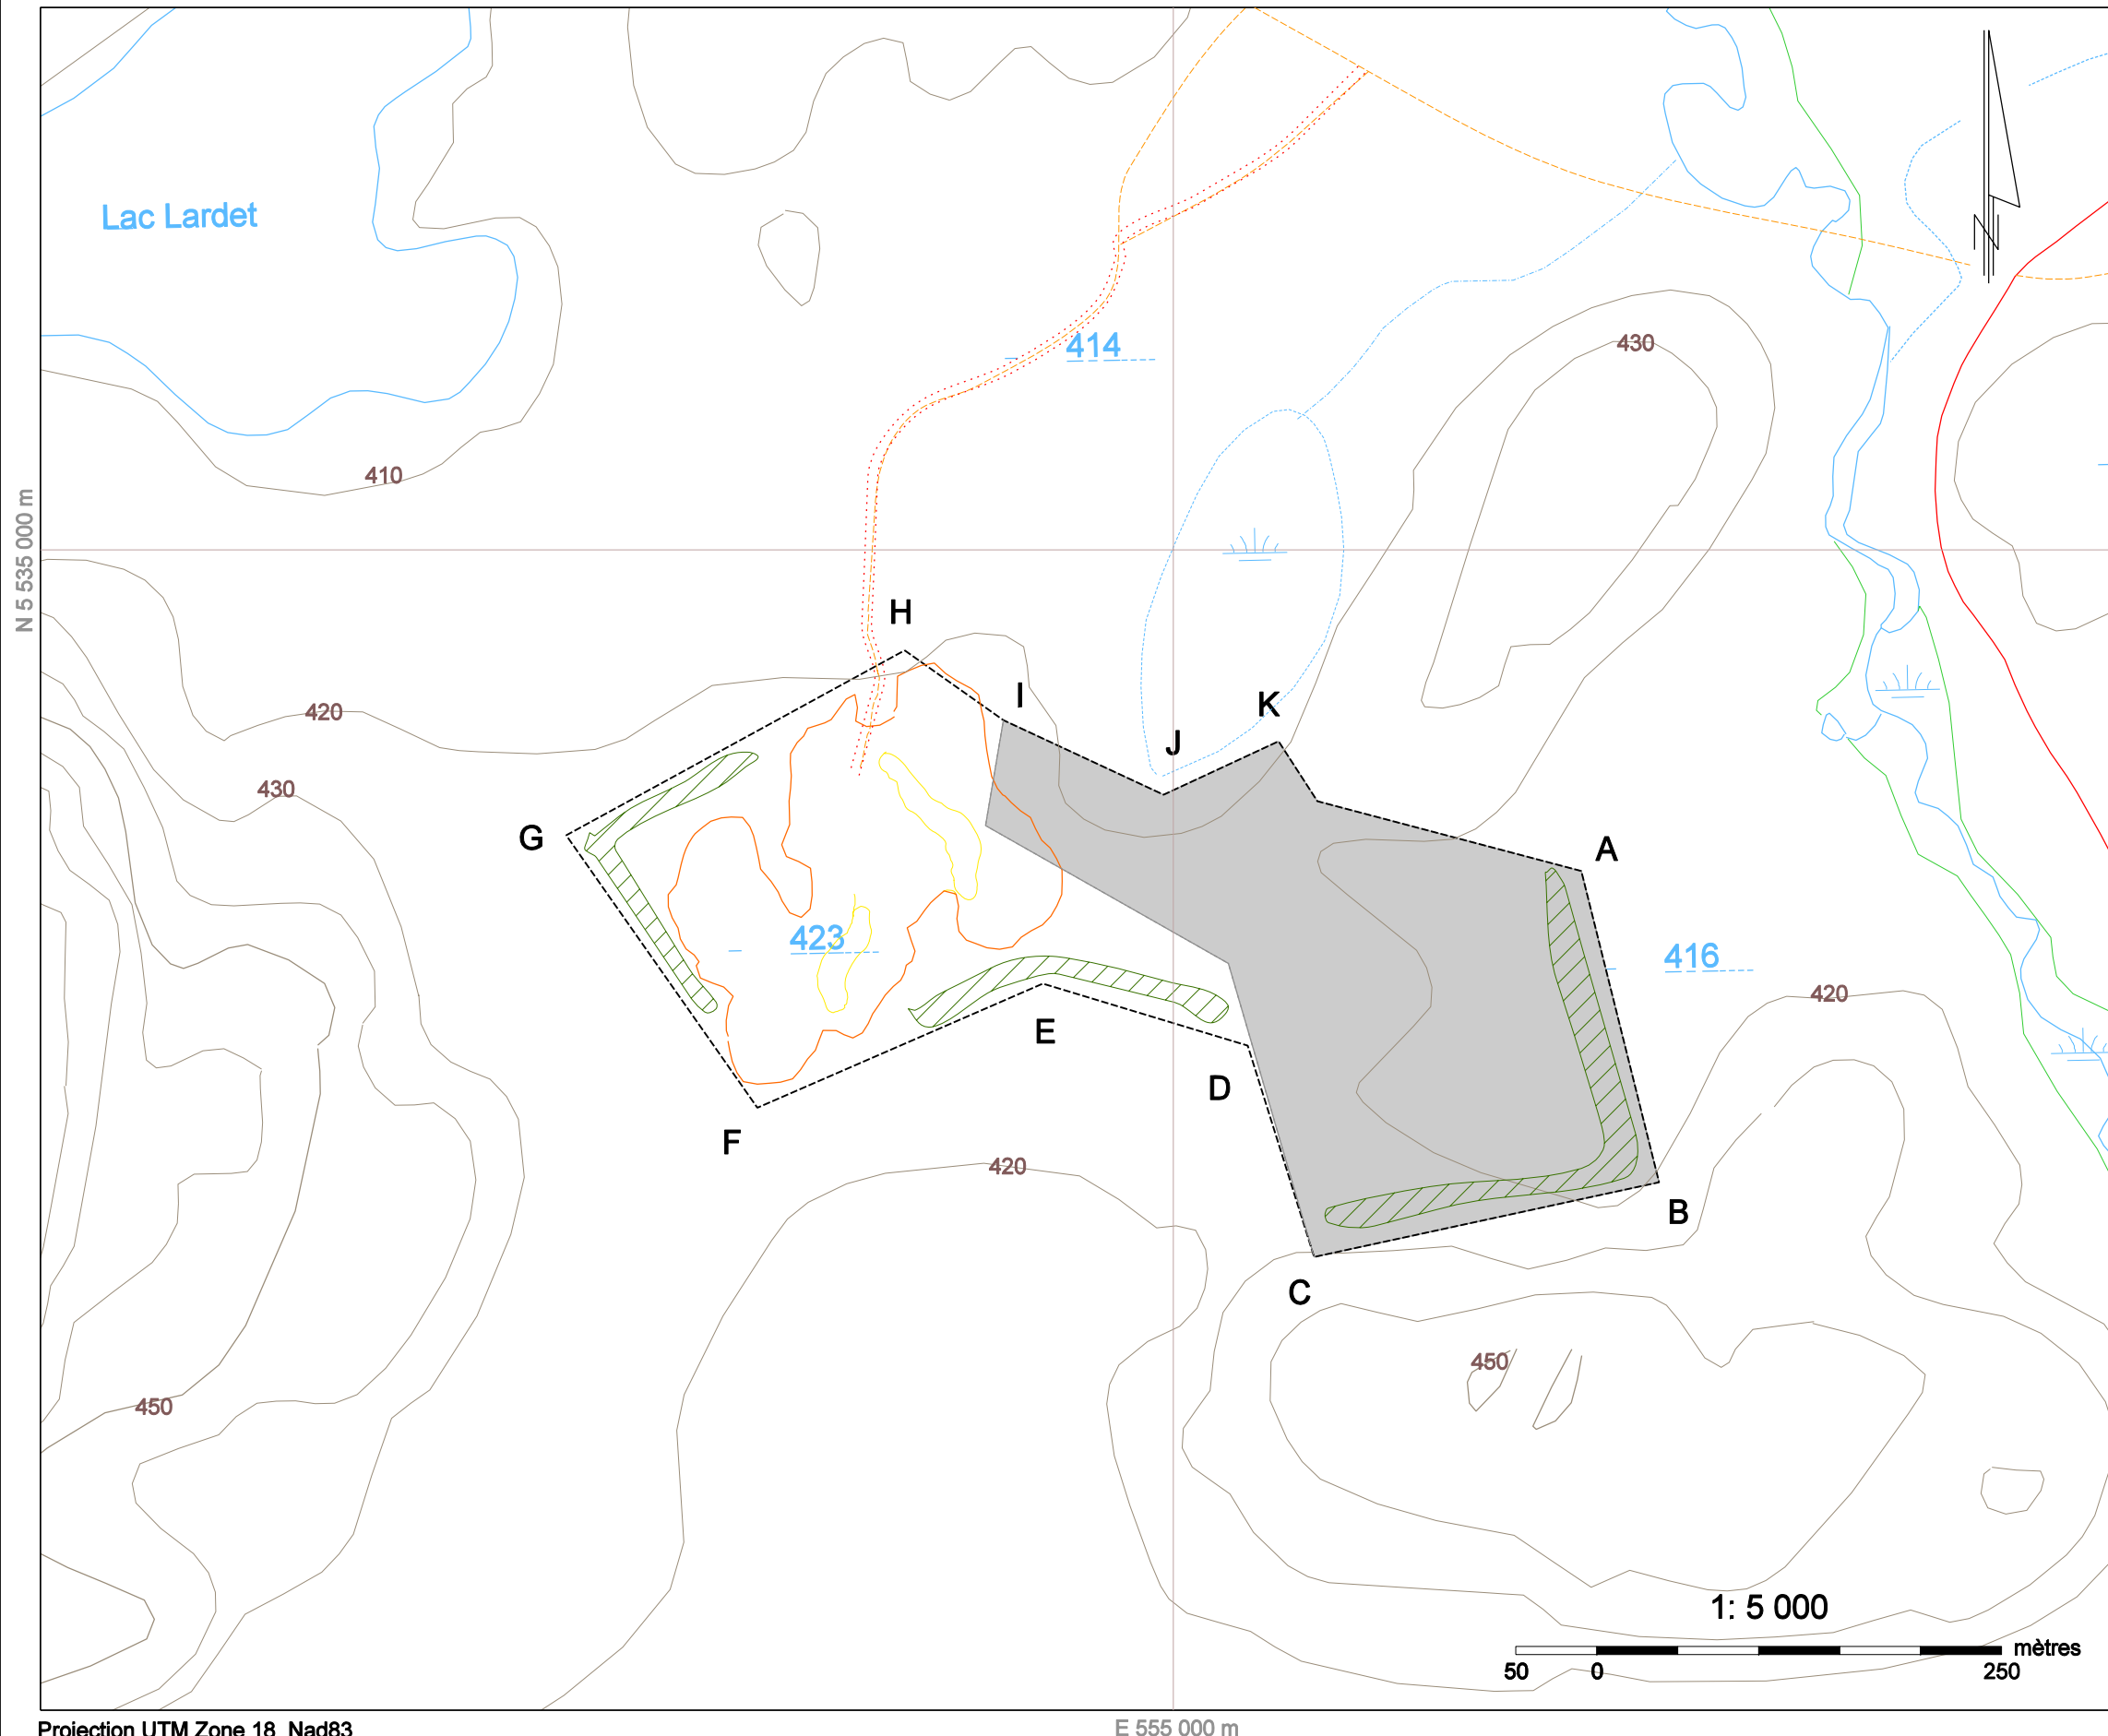 Lac Lardet
N
414
430
410
N 5 535 000 m
H
I
K
J
420
430
G
A
423
416
420
E
D
F
420
B
C
450
450
1: 5 000
mètres
50 0 250
Projection UTM Zone 18 Nad83
E 555 000 m